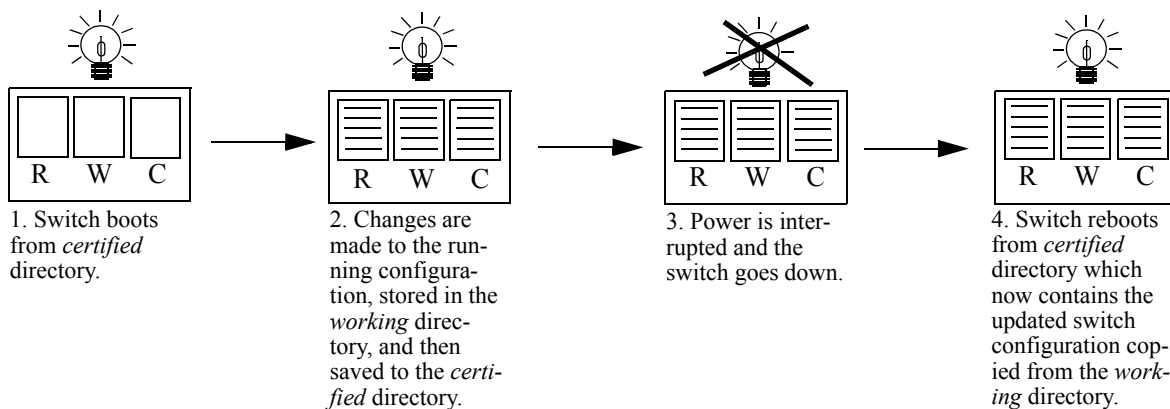 R W C
1. Switch boots
from certified
directory.
R W C
2. Changes are
made to the run-
ning configura-
tion, stored in the
working direc-
tory, and then
saved to the certi-
fied directory.
R W C
3. Power is inter-
rupted and the
switch goes down.
R W C
4. Switch reboots
from certified
directory which
now contains the
updated switch
configuration cop-
ied from the work-
ing directory.